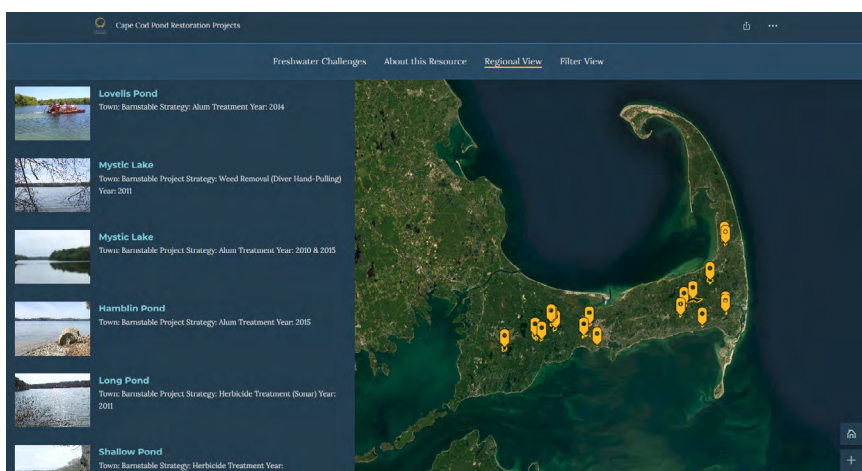 Cape Cod Pond Restoration Projects
Freshwater Challenges About this Resource Regional View Filter View
Lovells Pond
Town: Barnstable Strategy: Alum Treatment Year: 2014
Mystic Lake
Town: Barnstable Project Strategy: Weed Removal (Diver Hand-Pulling)
Year: 2011
Mystic Lake
Town: Barnstable Project Strategy: Alum Treatment Year: 2010 & 2015
Hamblin Pond
Town: Barnstable Project Strategy: Alum Treatment Year: 2015
Long Pond
Town: Barnstable Project Strategy: Herbicide Treatment (Sonar) Year:
2011
Shallow Pond
Town: Barnstable Strategy: Herbicide Treatment Year: